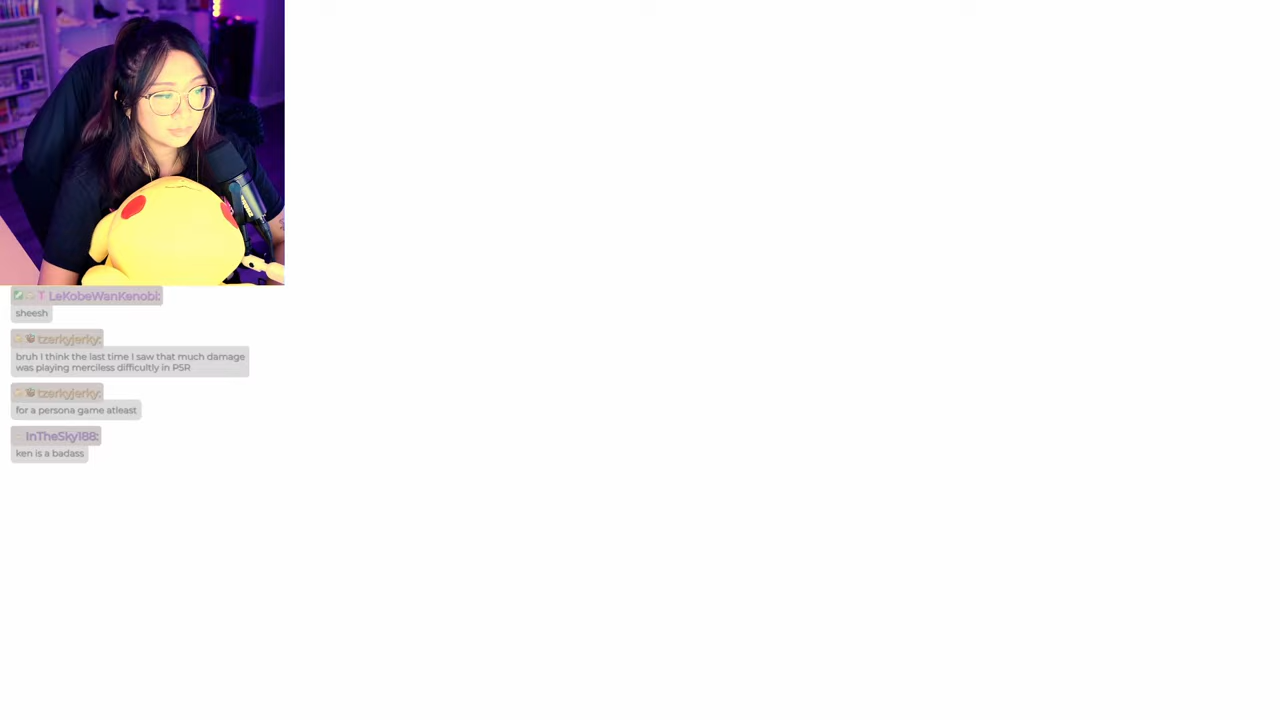 LeKobeWanKenobi:
sheesh
tzerkyjerky:
bruh I think the last time I saw that much damage
was playing merciless difficultly in P5R
tzerkyjerky:
for a persona game atleast
InTheSky188:
ken is a badass